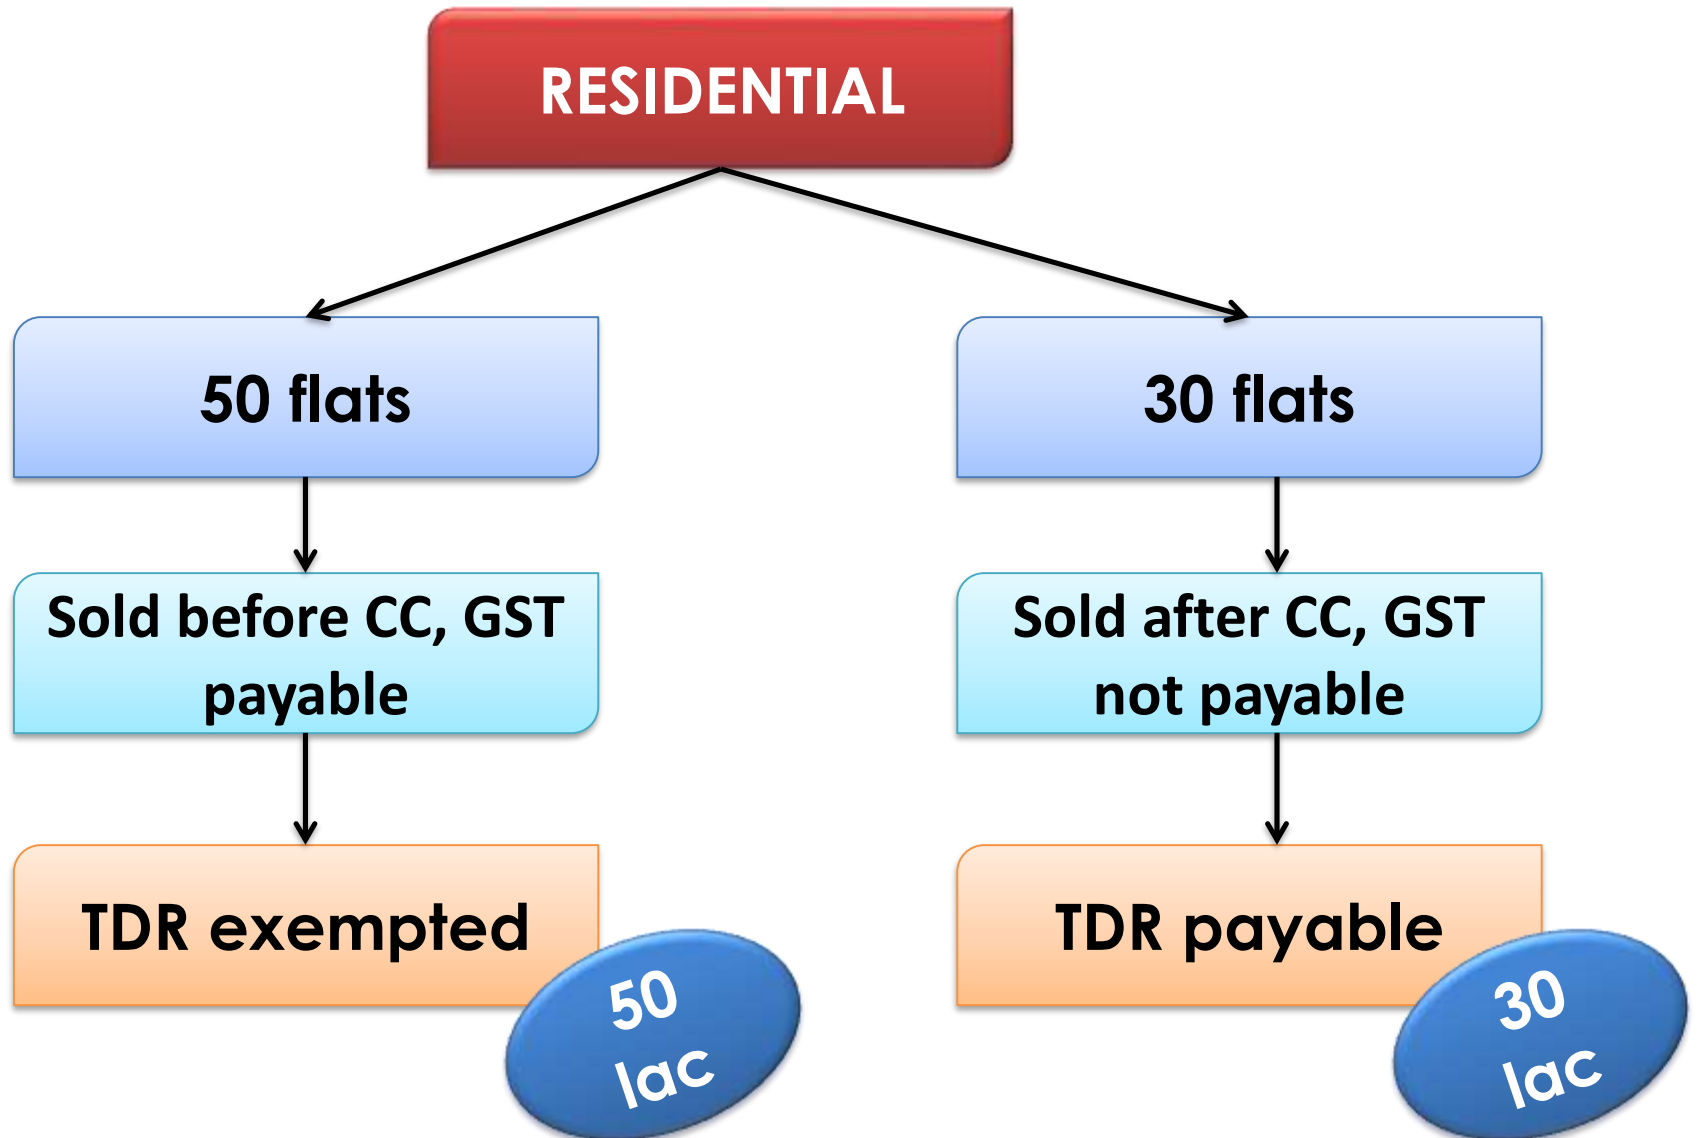 RESIDENTIAL
50 flats
30 flats
Sold before CC, GST
payable
Sold after CC, GST
not payable
TDR exempted
50
lac
TDR payable
30
lac